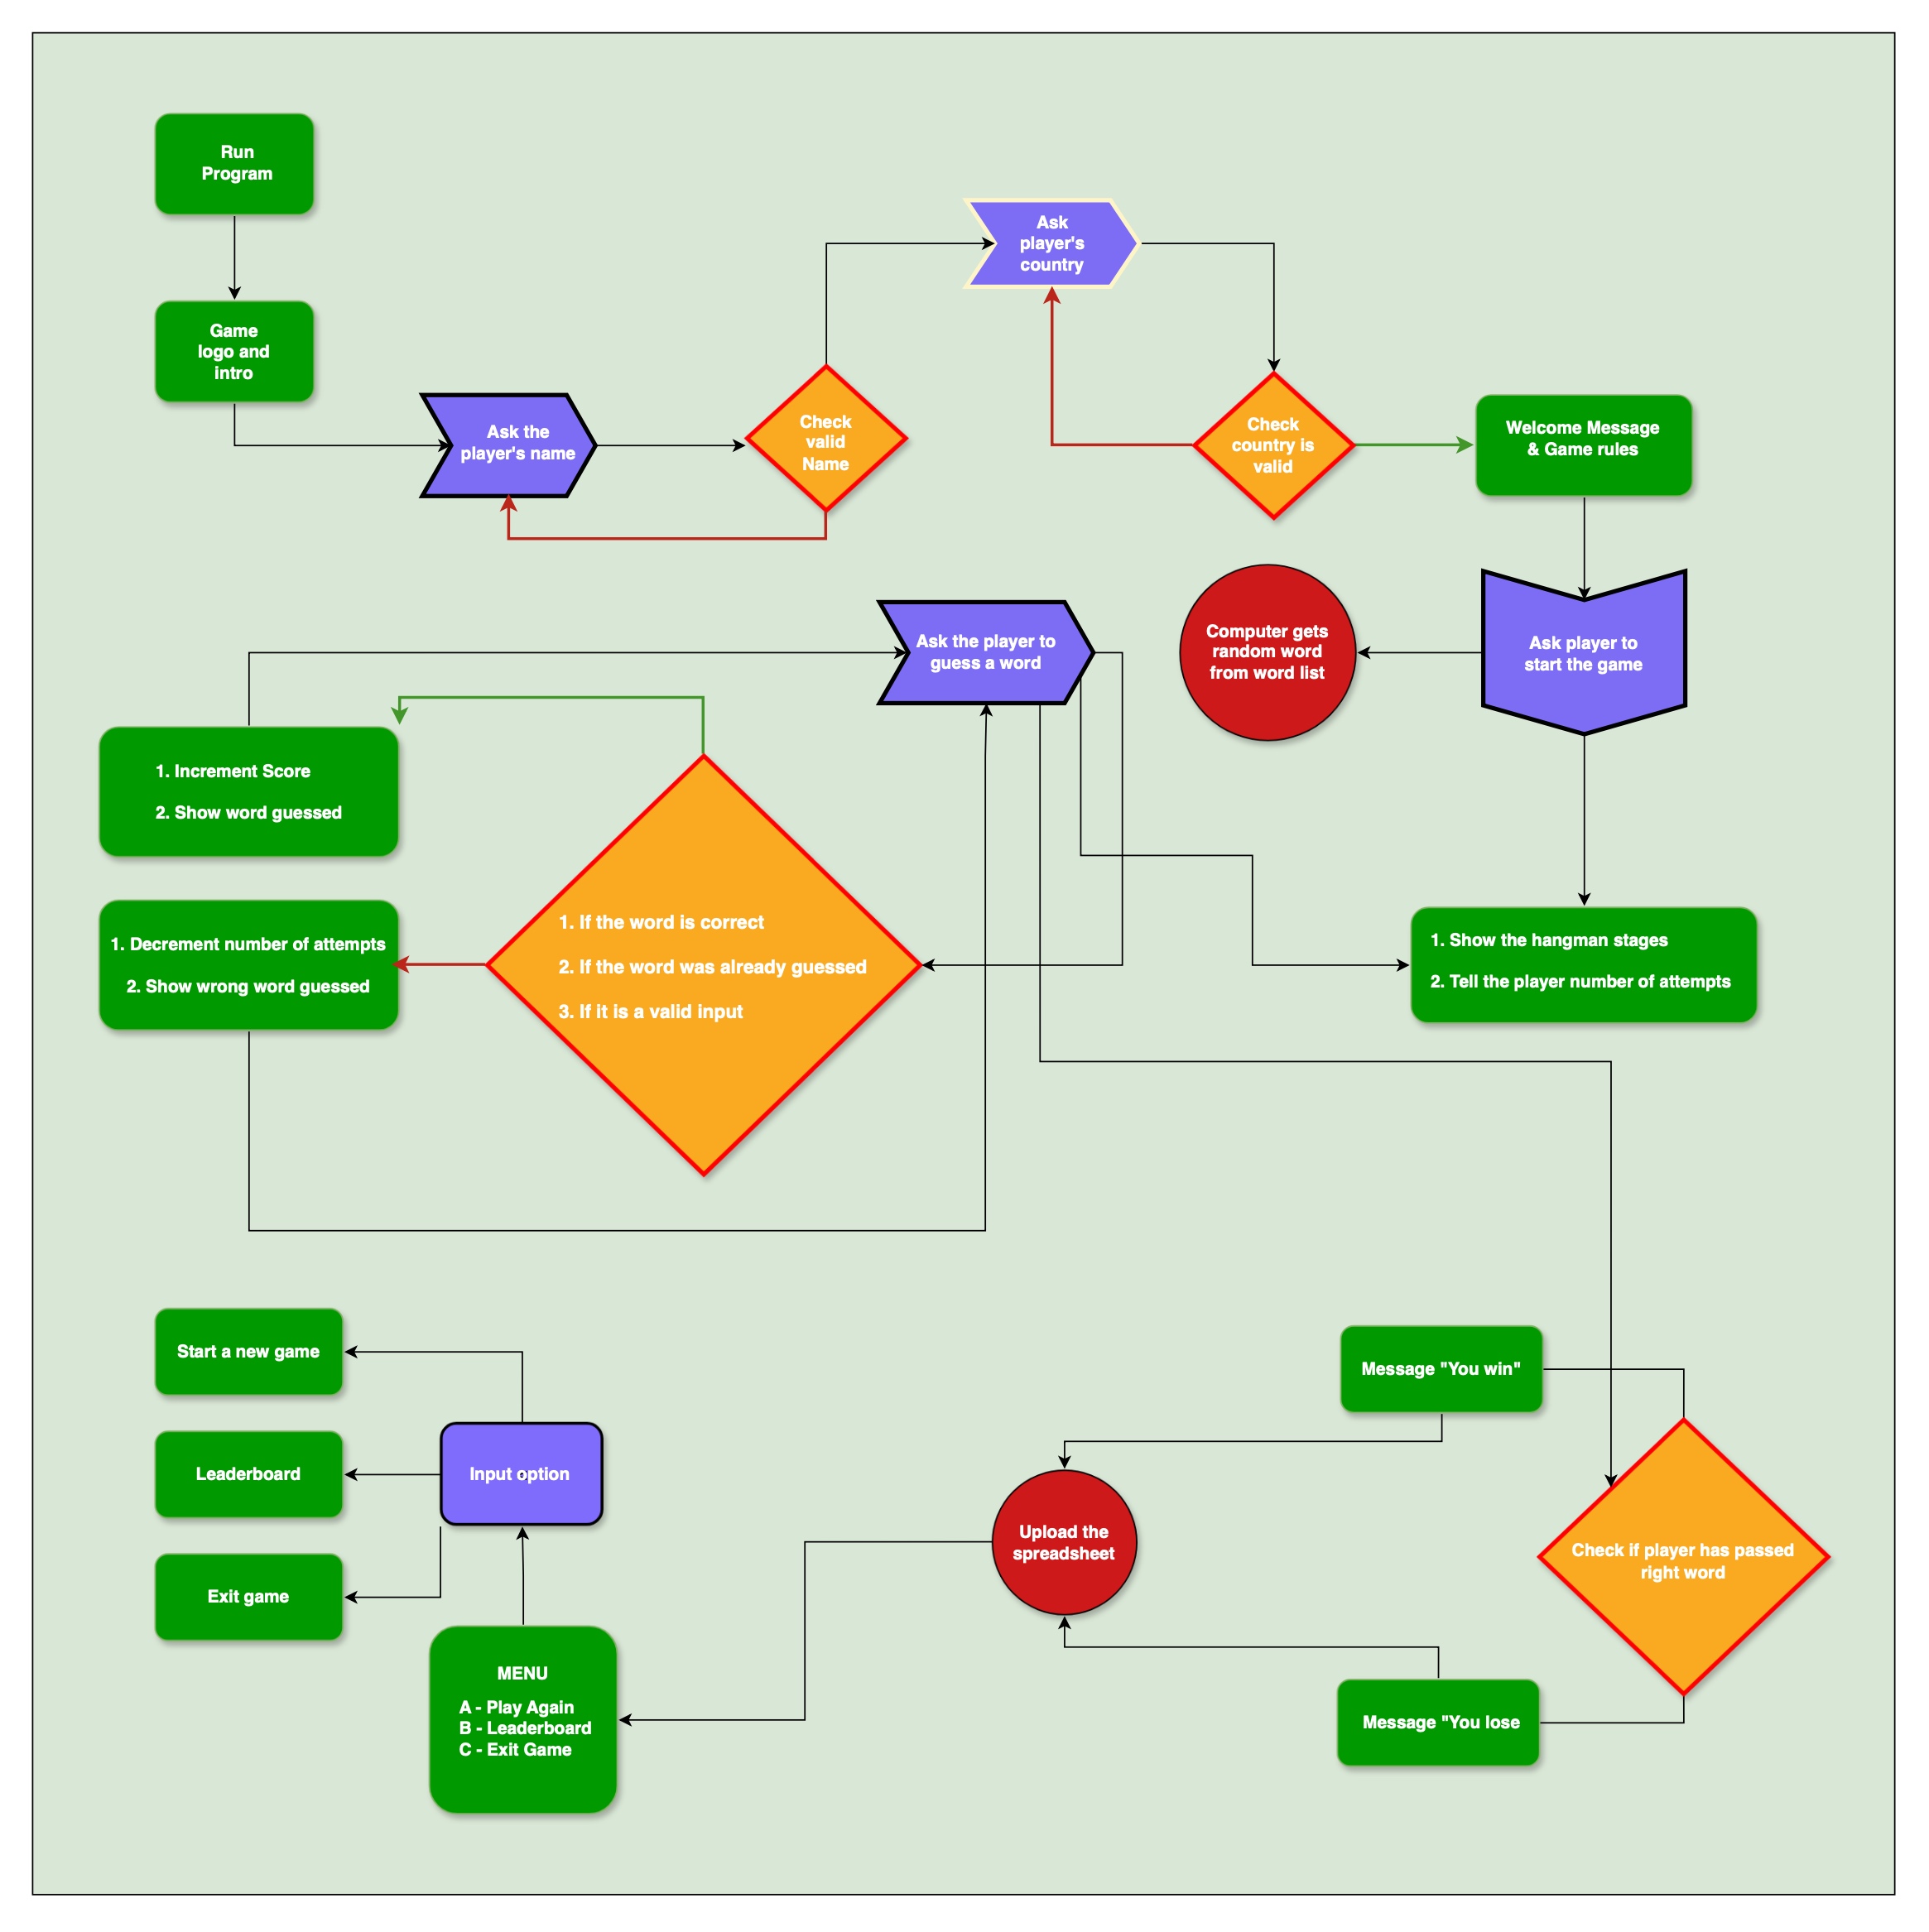 Run
Program
Game
logo and
intro
Ask the
player's name
Check
valid
Name
Ask
player's
country
Check
country is
valid
Welcome Message
& Game rules
Ask player to
start the game
Computer gets
random word
from word list
Ask the player to
guess a word
1. Increment Score
2. Show word guessed
1. Decrement number of attempts
2. Show wrong word guessed
1. If the word is correct
2. If the word was already guessed
3. If it is a valid input
1. Show the hangman stages
2. Tell the player number of attempts
Start a new game
Leaderboard
Exit game
Input option
MENU
A - Play Again
B - Leaderboard
C - Exit Game
Upload the
spreadsheet
Message "You win"
Check if player has passed
right word
Message "You lose